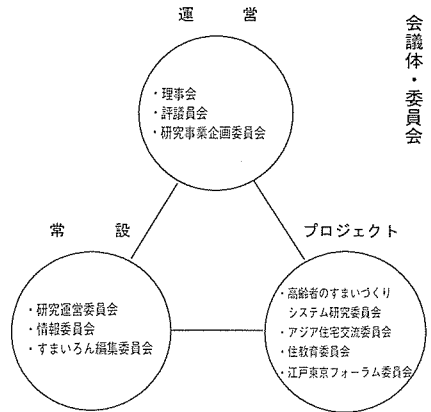 会議体・委員会
運営
・理事会
・評議員会
・研究事業企画委員会
常設
・研究運営委員会
・情報委員会
・すまいろん編集委員会
プロジェクト
・高齢者のすまいづくり
システム研究委員会
・アジア住宅交流委員会
・住教育委員会
・江戸東京フォーラム委員会